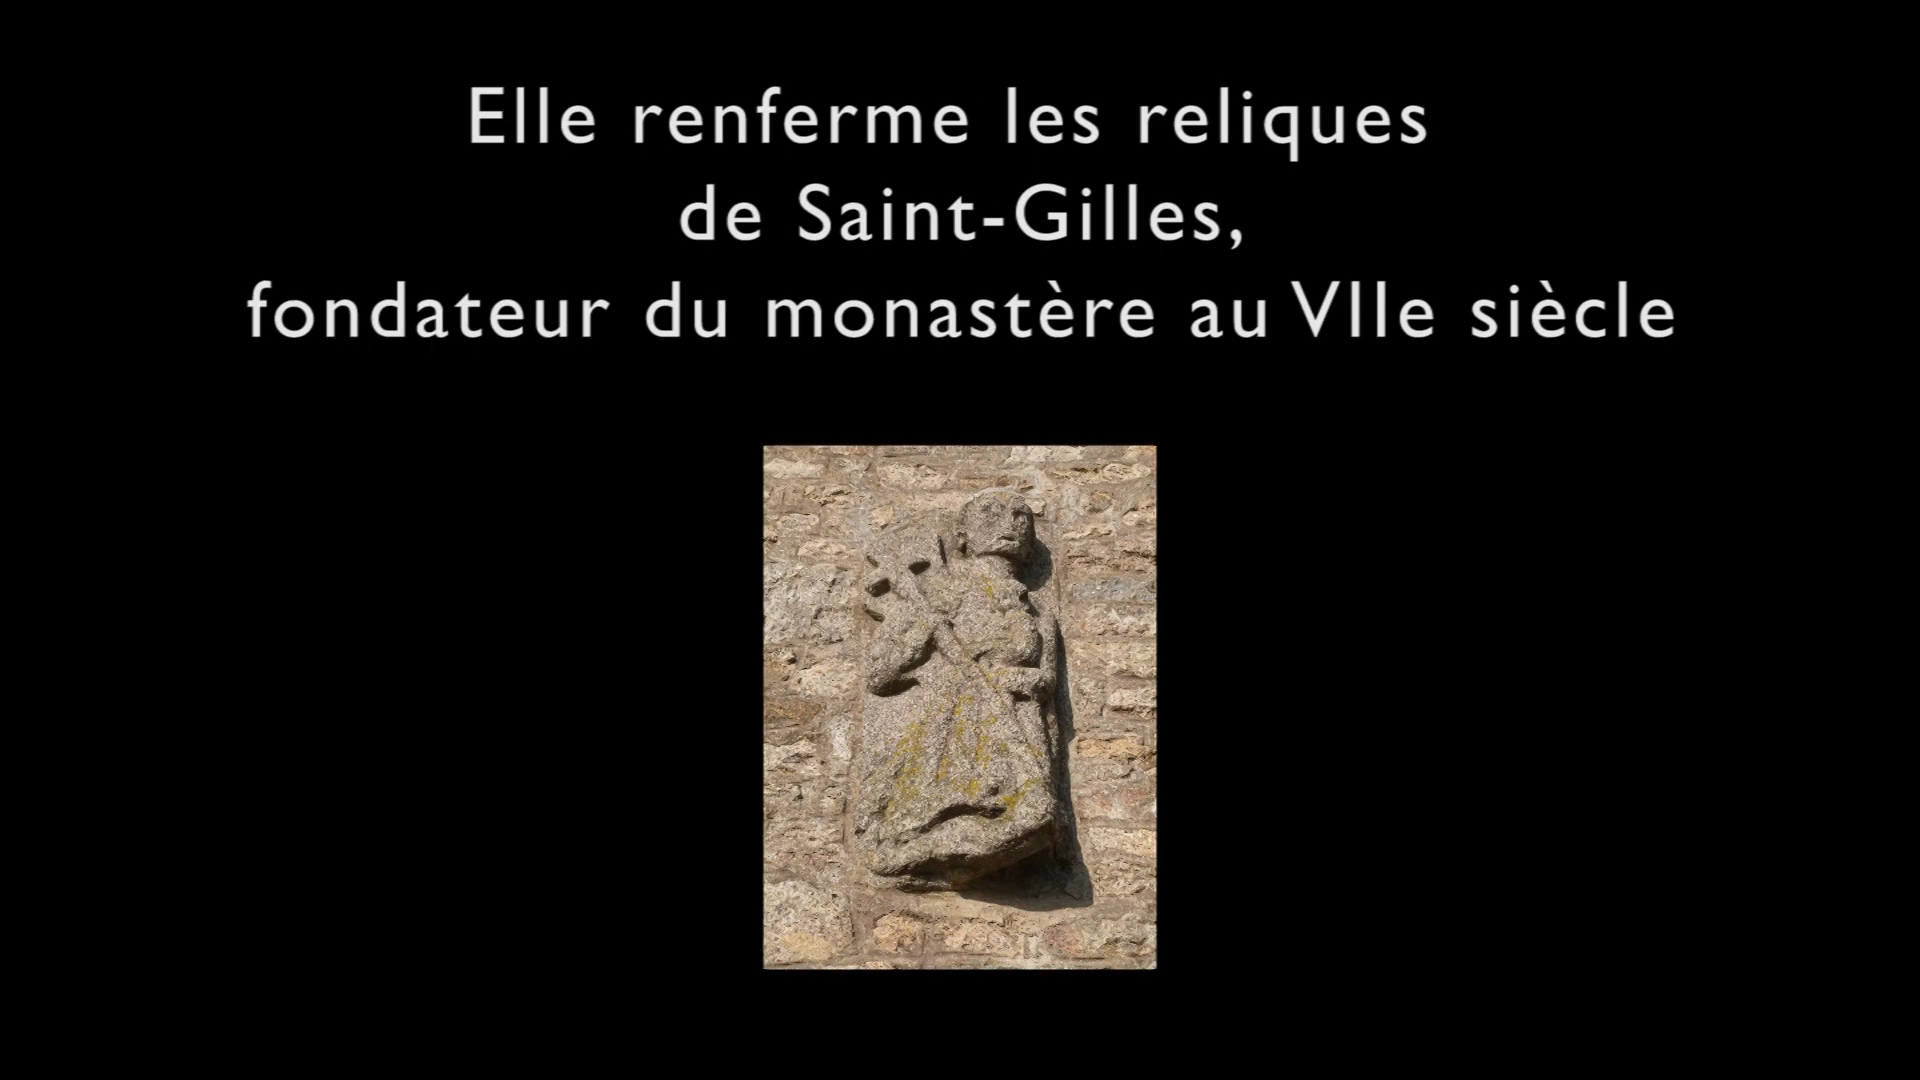 Elle renferme les reliques
de Saint-Gilles,
fondateur du monastère au VIIe siècle